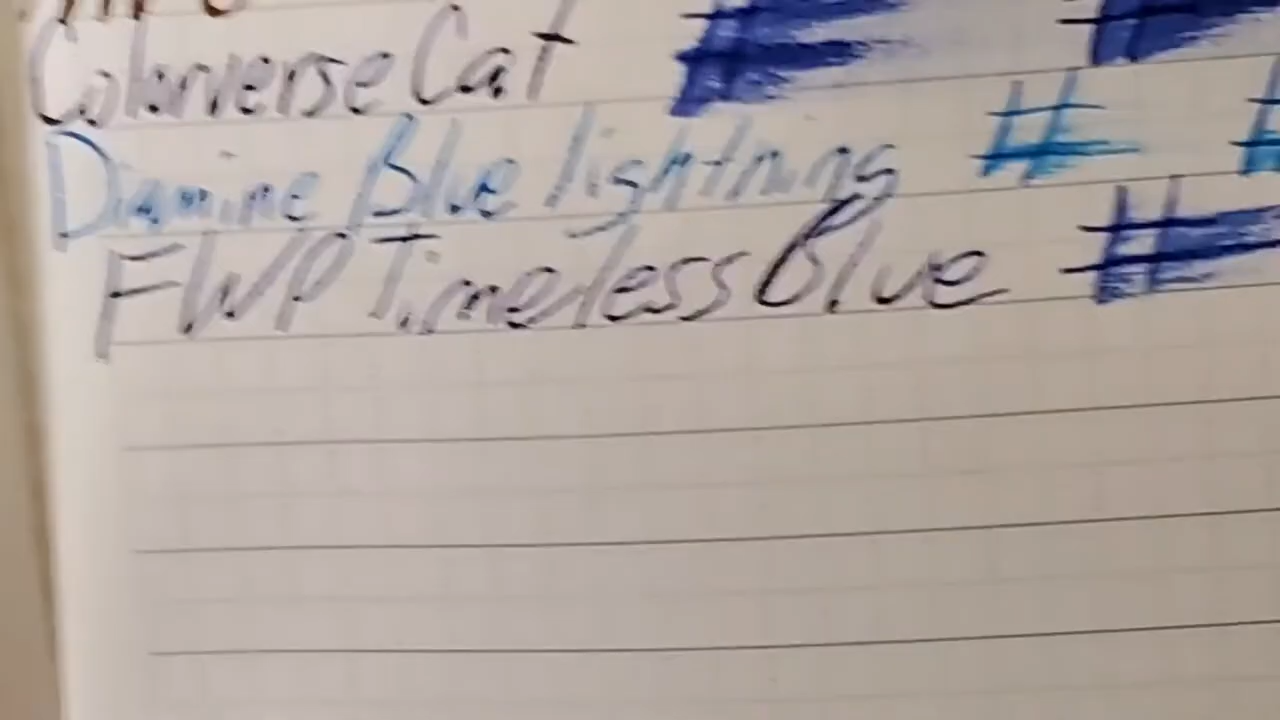 Colorverse Cat # #
Diamine Blue lightning # #
FWP Timeless Blue #